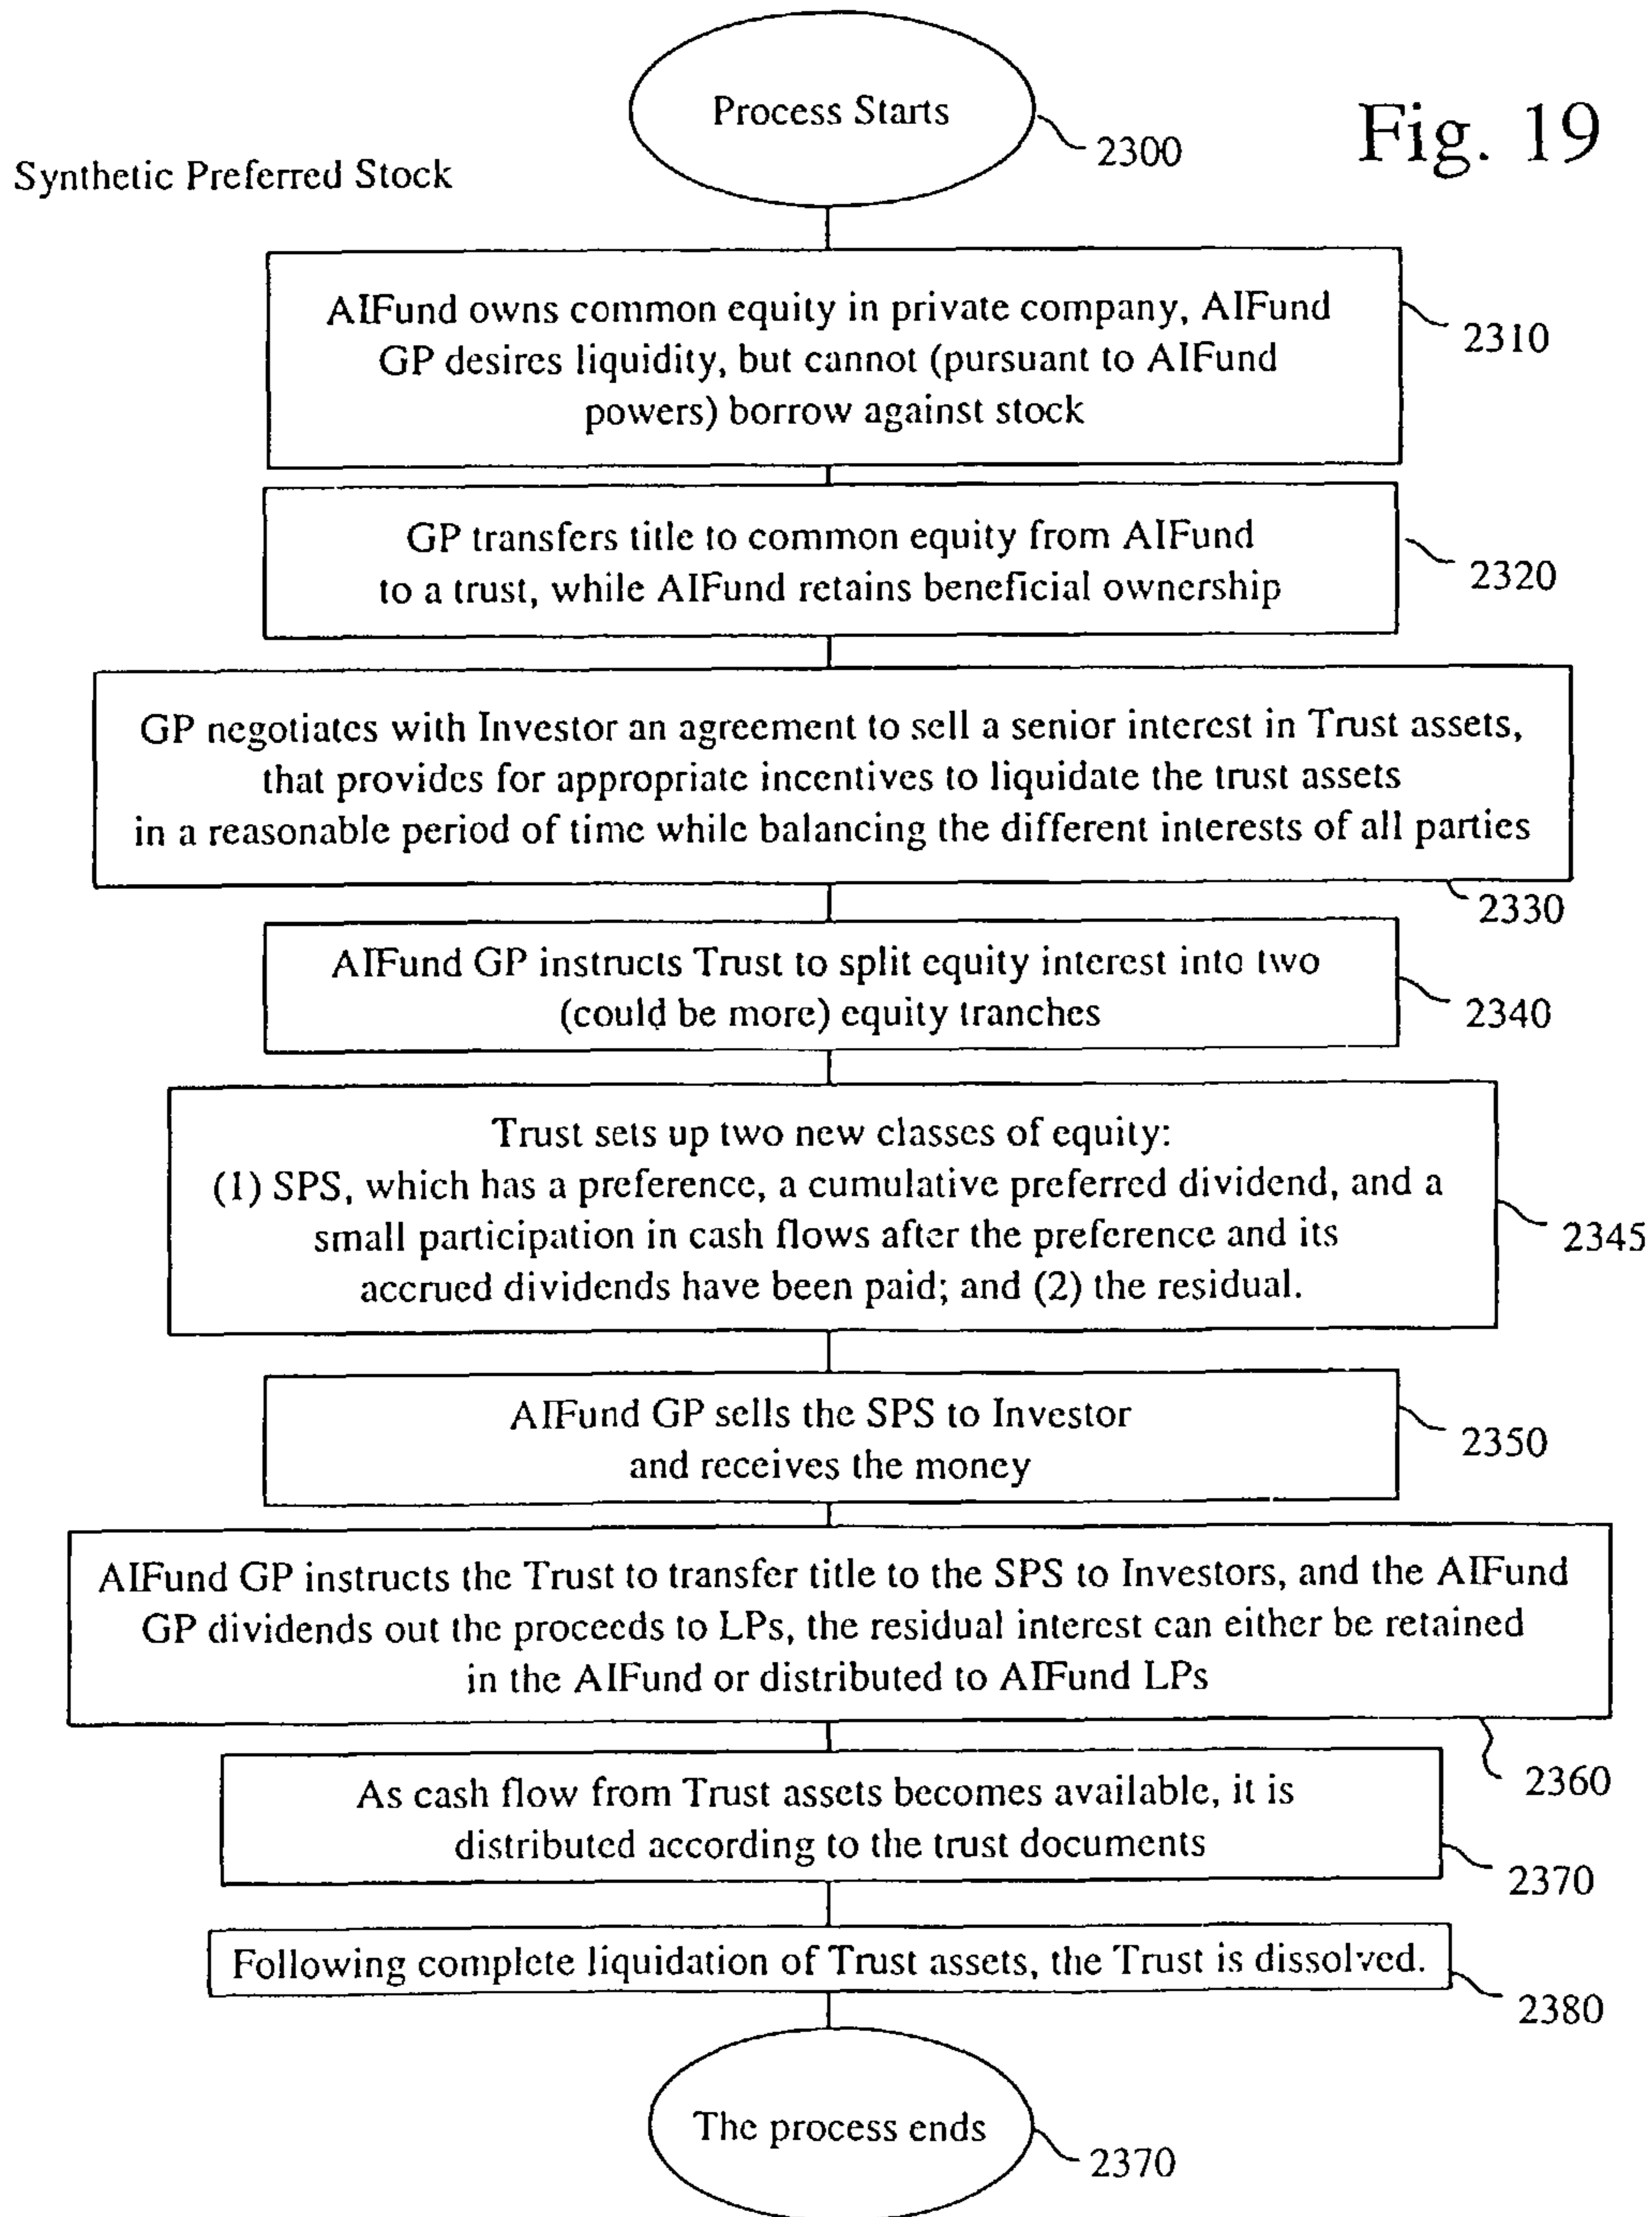 Process Starts
2300
Fig. 19
Synthetic Preferred Stock
AIFund owns common equity in private company, AIFund
GP desires liquidity, but cannot (pursuant to AIFund
powers) borrow against stock
2310
GP transfers title to common equity from AIFund
to a trust, while AIFund retains beneficial ownership
2320
GP negotiates with Investor an agreement to sell a senior interest in Trust assets,
that provides for appropriate incentives to liquidate the trust assets
in a reasonable period of time while balancing the different interests of all parties
2330
AIFund GP instructs Trust to split equity interest into two
(could be more) equity tranches
2340
Trust sets up two new classes of equity:
(1) SPS, which has a preference, a cumulative preferred dividend, and a
small participation in cash flows after the preference and its
accrued dividends have been paid; and (2) the residual.
2345
AIFund GP sells the SPS to Investor
and receives the money
2350
AIFund GP instructs the Trust to transfer title to the SPS to Investors, and the AIFund
GP dividends out the proceeds to LPs, the residual interest can either be retained
in the AIFund or distributed to AIFund LPs
2360
As cash flow from Trust assets becomes available, it is
distributed according to the trust documents
2370
Following complete liquidation of Trust assets, the Trust is dissolved.
2380
The process ends
2370